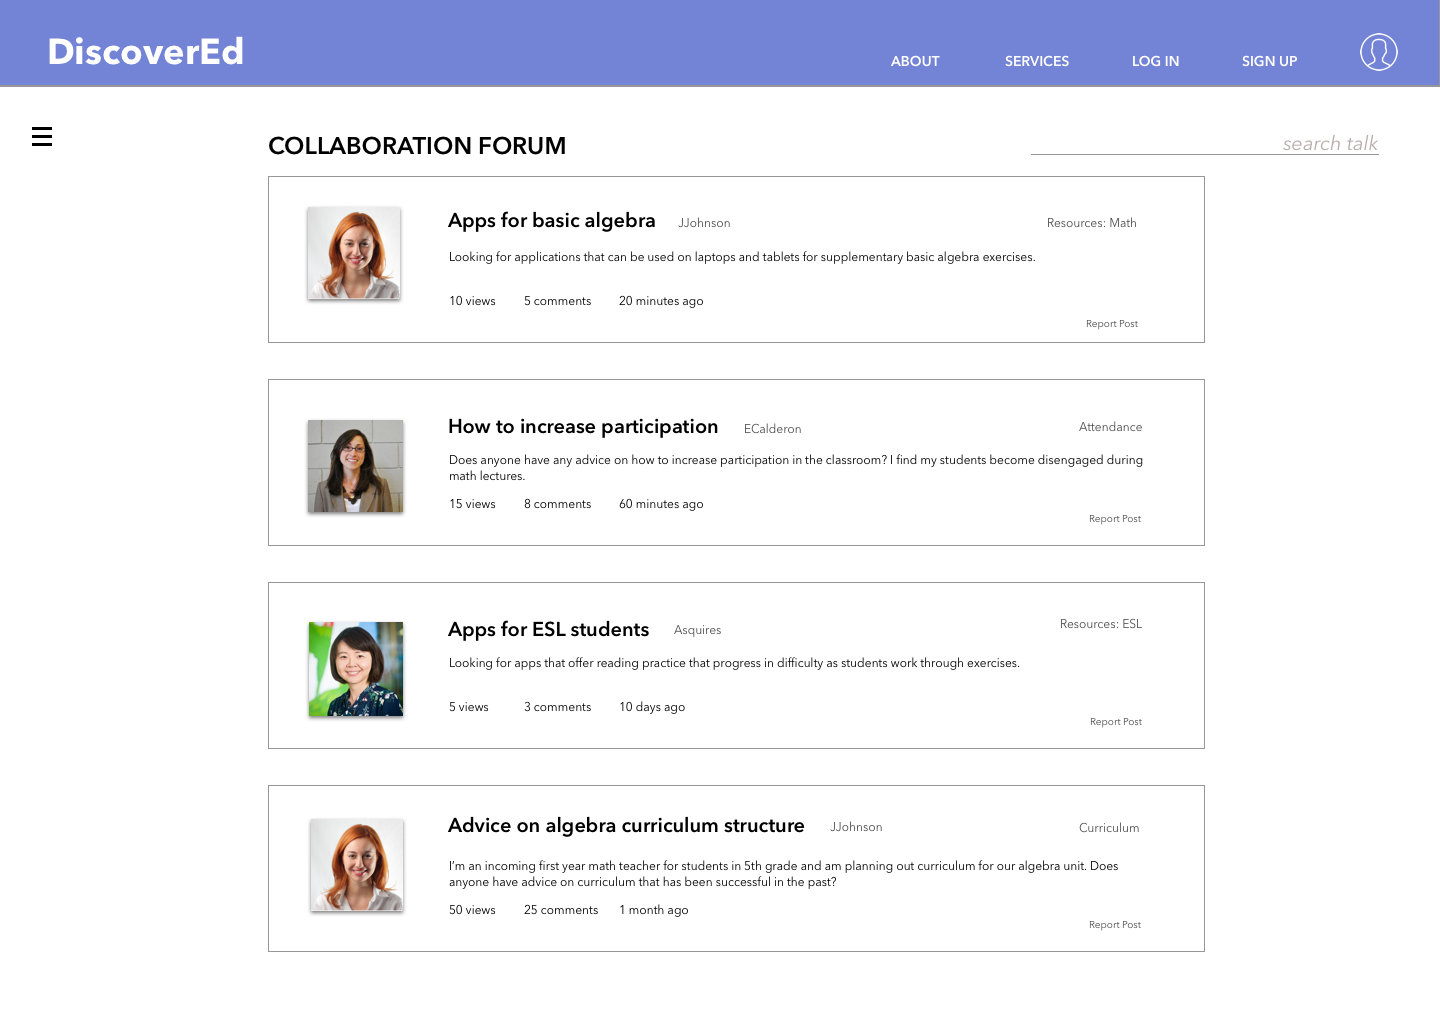 DiscoverEd
ABOUT
SERVICES
LOG IN
SIGN UP
COLLABORATION FORUM
search talk
Apps for basic algebra
JJohnson
Resources: Math
Looking for applications that can be used on laptops and tablets for supplementary basic algebra exercises.
10 views
5 comments
20 minutes ago
Report Post
How to increase participation
ECalderon
Attendance
Does anyone have any advice on how to increase participation in the classroom? I find my students become disengaged during
math lectures.
15 views
8 comments
60 minutes ago
Report Post
Apps for ESL students
Asquires
Resources: ESL
Looking for apps that offer reading practice that progress in difficulty as students work through exercises.
5 views
3 comments
10 days ago
Report Post
Advice on algebra curriculum structure
JJohnson
Curriculum
I’m an incoming first year math teacher for students in 5th grade and am planning out curriculum for our algebra unit. Does
anyone have advice on curriculum that has been successful in the past?
50 views
25 comments
1 month ago
Report Post